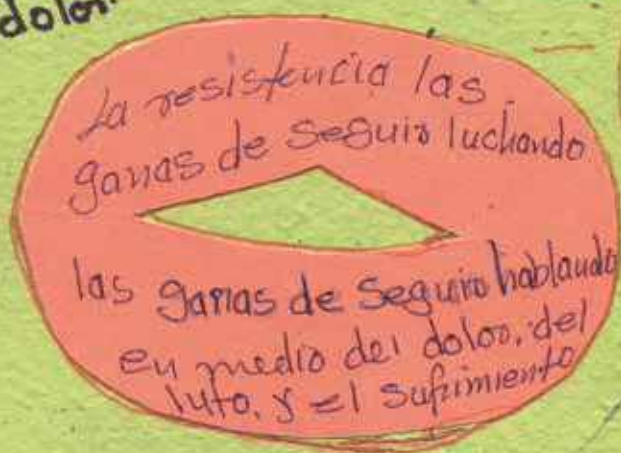 dolor.
La resistencia las
ganas de seguir luchando
las ganas de seguir hablando
en medio del dolor, del
luto, y el sufrimiento